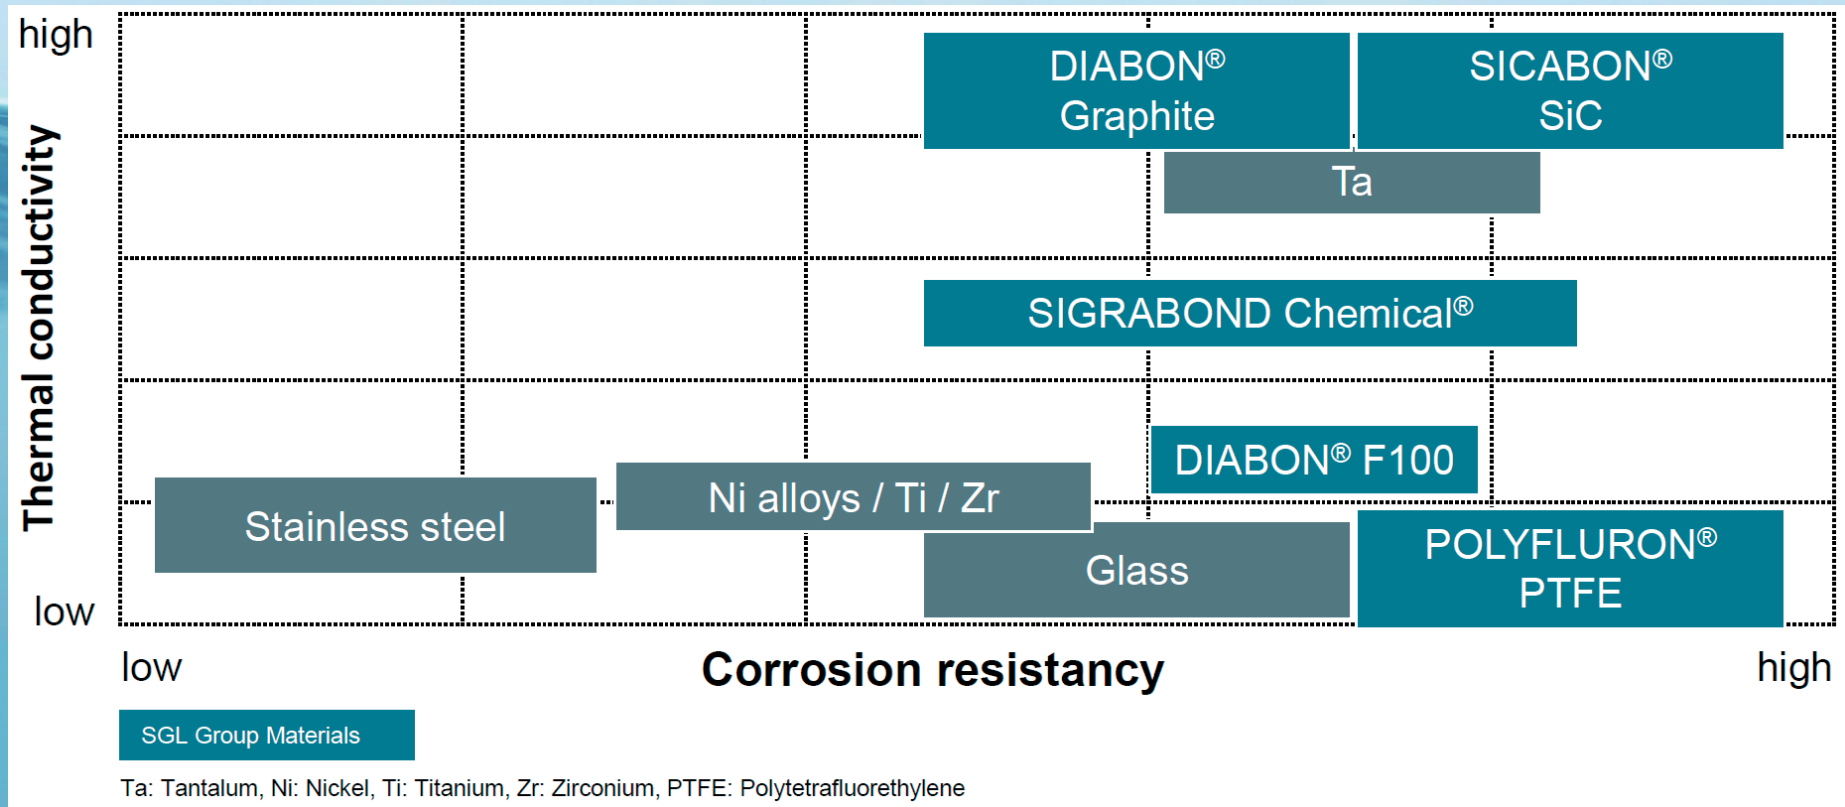 high
DIABON®
Graphite
SICABON®
SiC
Ta
Thermal conductivity
SIGRABOND Chemical®
DIABON® F100
Ni alloys / Ti / Zr
Stainless steel
Glass
POLYFLURON®
PTFE
low
low
Corrosion resistancy
high
SGL Group Materials
Ta: Tantalum, Ni: Nickel, Ti: Titanium, Zr: Zirconium, PTFE: Polytetrafluorethylene